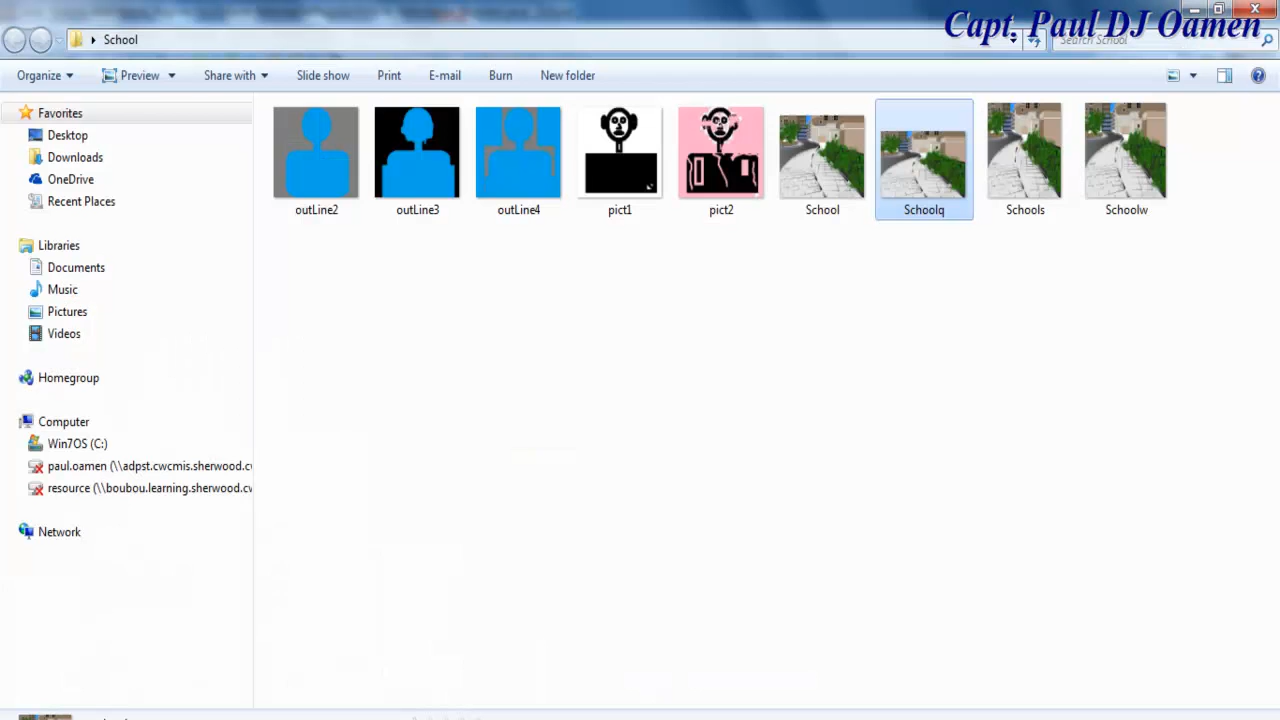 Capt. Paul DJ Oamen
School
Search School
Organize
Preview
Share with
Slide show
Print
E-mail
Burn
New folder
Favorites
Desktop
Downloads
OneDrive
Recent Places
Libraries
Documents
Music
Pictures
Videos
Homegroup
Computer
Win7OS (C:)
paul.oamen (\\adpst.cwcmis.sherwood.cw
resource (\\boubou.learning.sherwood.cw
Network
outLine2
outLine3
outLine4
pict1
pict2
School
Schoolq
Schools
Schoolw